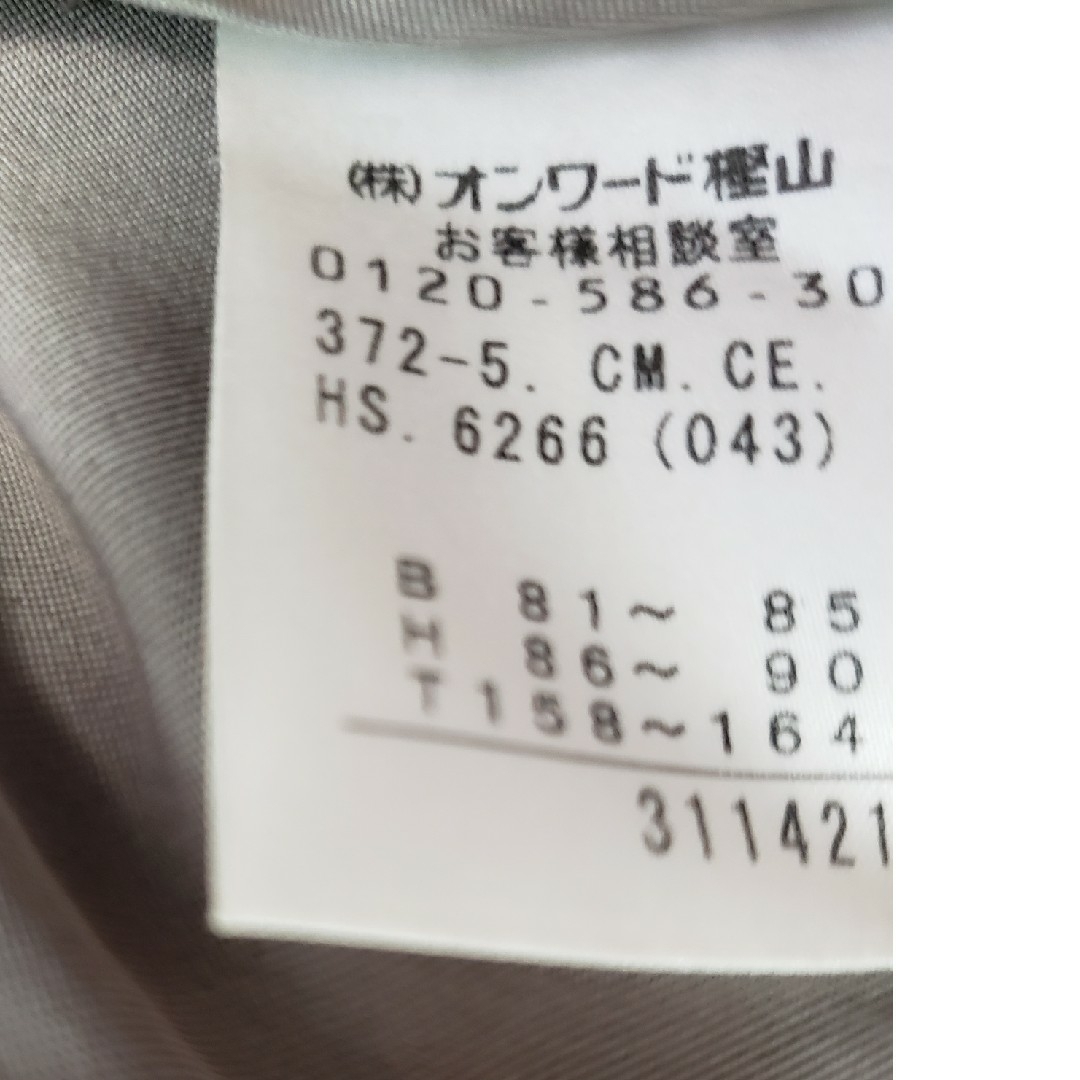 (株)オンワード樫山
お客様相談室
0120-586-30
372-5. CM. CE.
HS. 6266 (043)
B 81~ 85
H 86~ 90
T 158~164
311421